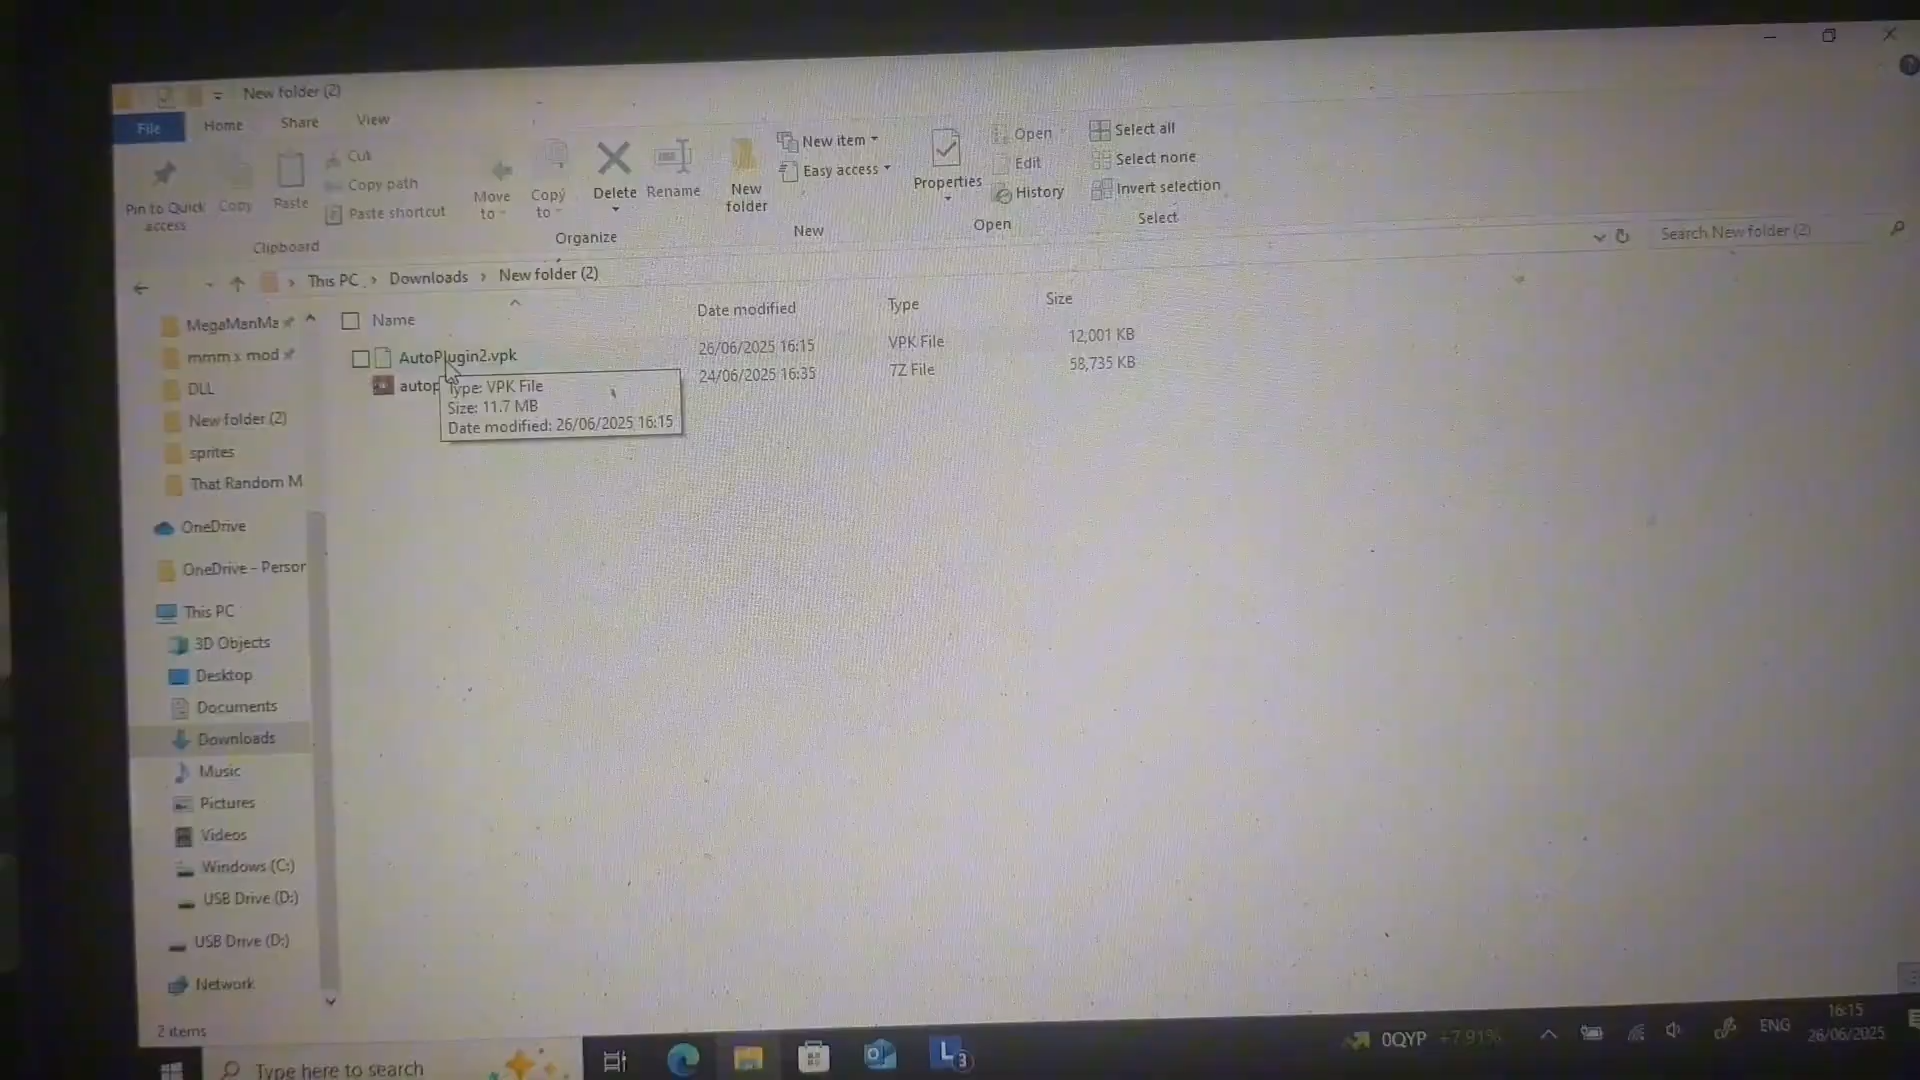 New folder (2)
File
Home
Share
View
Pin to Quick
access
Copy
Paste
Cut
Copy path
Paste shortcut
Clipboard
Move
to
Copy
to
Delete
Rename
Organize
New
folder
New item
Easy access
New
Properties
Open
Edit
History
Open
Select all
Select none
Invert selection
Select
This PC
Downloads
New folder (2)
Search New folder (2)
Name
Date modified
Type
Size
AutoPlugin2.vpk
26/06/2025 16:15
VPK File
12,001 KB
autop
24/06/2025 16:35
7Z File
58,735 KB
Type: VPK File
Size: 11.7 MB
Date modified: 26/06/2025 16:15
MegaManMa
mmm x mod
DLL
New folder (2)
sprites
That Random M
OneDrive
OneDrive - Person
This PC
3D Objects
Desktop
Documents
Downloads
Music
Pictures
Videos
Windows (C:)
USB Drive (D:)
USB Drive (D:)
Network
2 items
Type here to search
L
3
0QYP +7.91%
ENG
16:15
26/06/2025